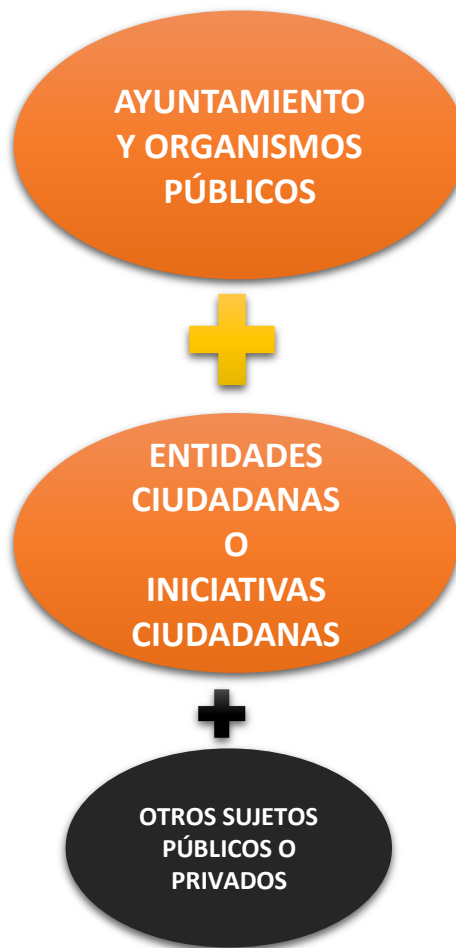 AYUNTAMIENTO
Y ORGANISMOS
PÚBLICOS
ENTIDADES
CIUDADANAS
O
INICIATIVAS
CIUDADANAS
OTROS SUJETOS
PÚBLICOS O
PRIVADOS